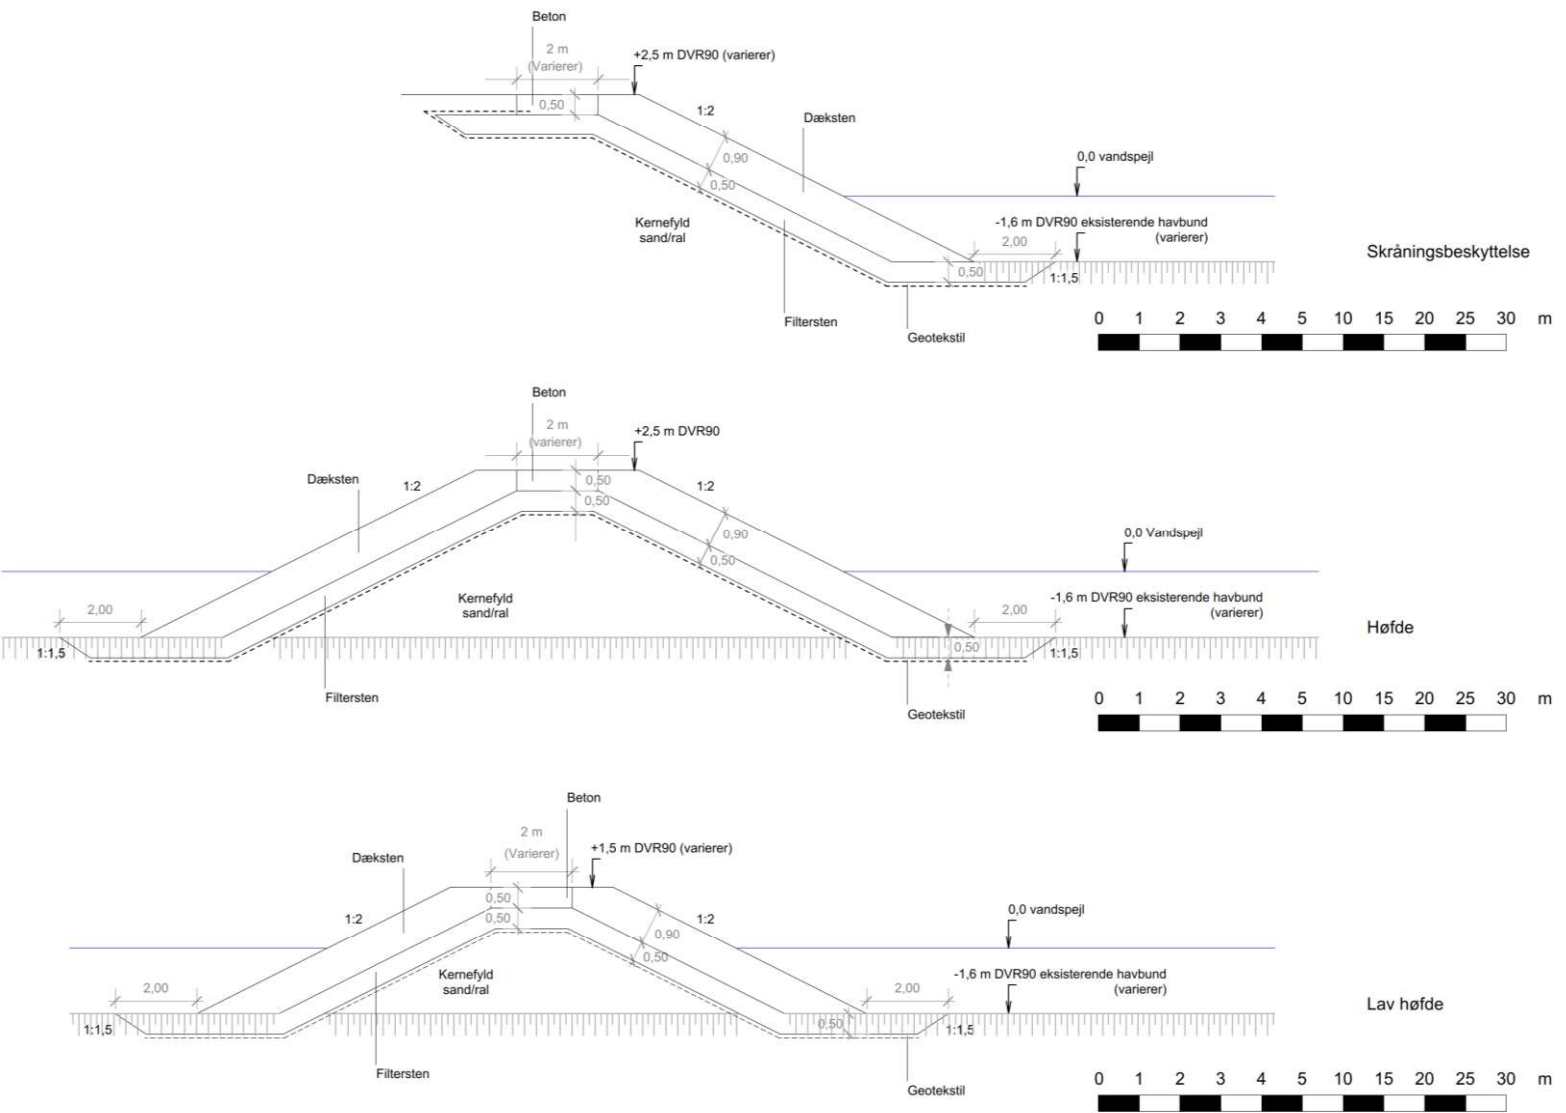 Beton
2 m
(Varierer)
+2,5 m DVR90 (varierer)
0,50
1:2
Dæksten
0,90
0,50
0,0 vandspejl
Kernefyld
sand/ral
-1,6 m DVR90 eksisterende havbund
(varierer)
2,00
0,50
1:1,5
Skråningsbeskyttelse
Filtersten
Geotekstil
0 1 2 3 4 5 10 15 20 25 30 m
Beton
2 m
(varierer)
+2,5 m DVR90
Dæksten
1:2
0,50
0,50
1:2
0,90
0,50
0,0 Vandspejl
Kernefyld
sand/ral
-1,6 m DVR90 eksisterende havbund
(varierer)
2,00
2,00
1:1,5
0,50
1:1,5
Høfde
Filtersten
Geotekstil
0 1 2 3 4 5 10 15 20 25 30 m
Beton
2 m
(Varierer)
+1,5 m DVR90 (varierer)
Dæksten
0,50
0,50
1:2
1:2
0,90
0,50
0,0 vandspejl
Kernefyld
sand/ral
-1,6 m DVR90 eksisterende havbund
(varierer)
2,00
2,00
1:1,5
0,50
1:1,5
Lav høfde
Filtersten
Geotekstil
0 1 2 3 4 5 10 15 20 25 30 m